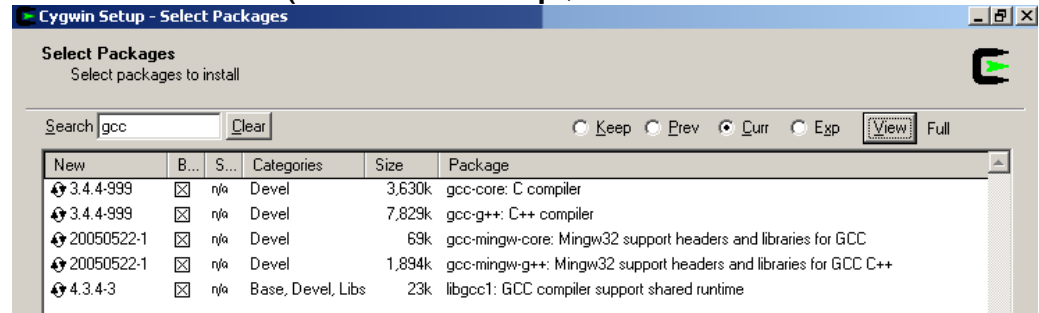 Cygwin Setup - Select Packages
Select Packages
Select packages to install
Search gcc Clear Keep Prev Curr Exp View Full
New B... S... Categories Size Package
3.4.4-999 n/a Devel 3,630k gcc-core: C compiler
3.4.4-999 n/a Devel 7,829k gcc-g++: C++ compiler
20050522-1 n/a Devel 69k gcc-mingw-core: Mingw32 support headers and libraries for GCC
20050522-1 n/a Devel 1,894k gcc-mingw-g++: Mingw32 support headers and libraries for GCC C++
4.3.4-3 n/a Base, Devel, Libs 23k libgcc1: GCC compiler support shared runtime